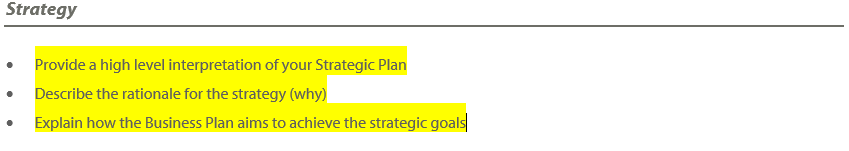 Strategy
• Provide a high level interpretation of your Strategic Plan
• Describe the rationale for the strategy (why)
• Explain how the Business Plan aims to achieve the strategic goals